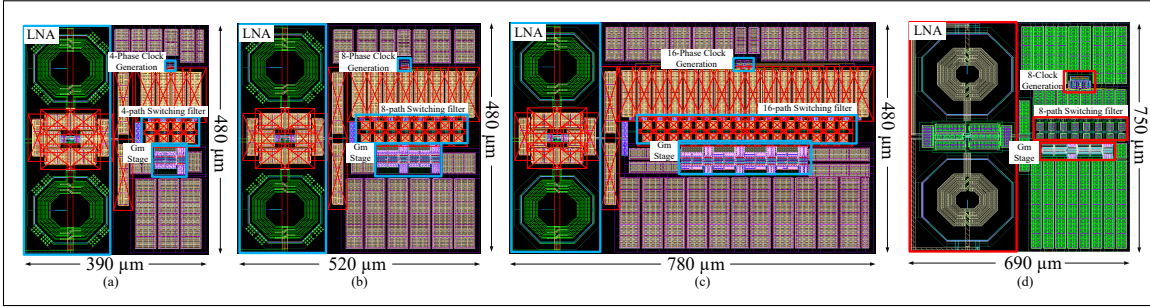 LNA
4-Phase Clock
Generation
4-path Switching filter
Gm
Stage
480 µm
390 µm
(a)
LNA
8-Phase Clock
Generation
8-path Switching filter
Gm
Stage
480 µm
520 µm
(b)
LNA
16-Phase Clock
Generation
16-path Switching filter
Gm
Stage
480 µm
780 µm
(c)
LNA
8-Clock
Generation
8-path Switching filter
Gm
Stage
750 µm
690 µm
(d)